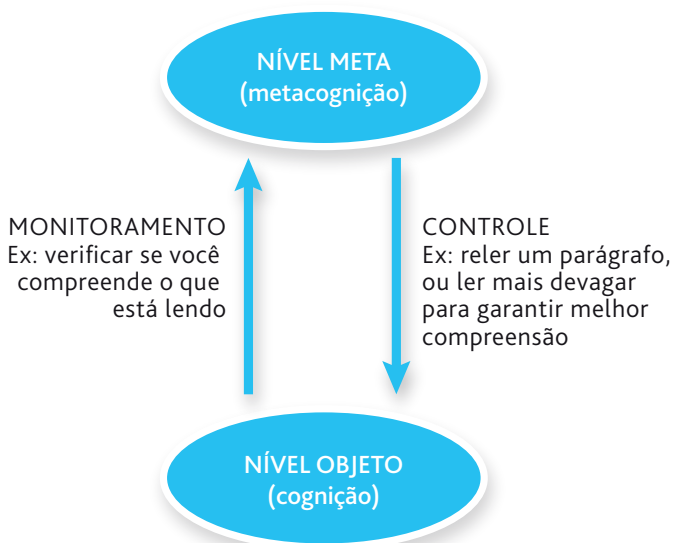 NÍVEL META
(metacognição)
MONITORAMENTO
Ex: verificar se você
compreende o que
está lendo
CONTROLE
Ex: reler um parágrafo,
ou ler mais devagar
para garantir melhor
compreensão
NÍVEL OBJETO
(cognição)